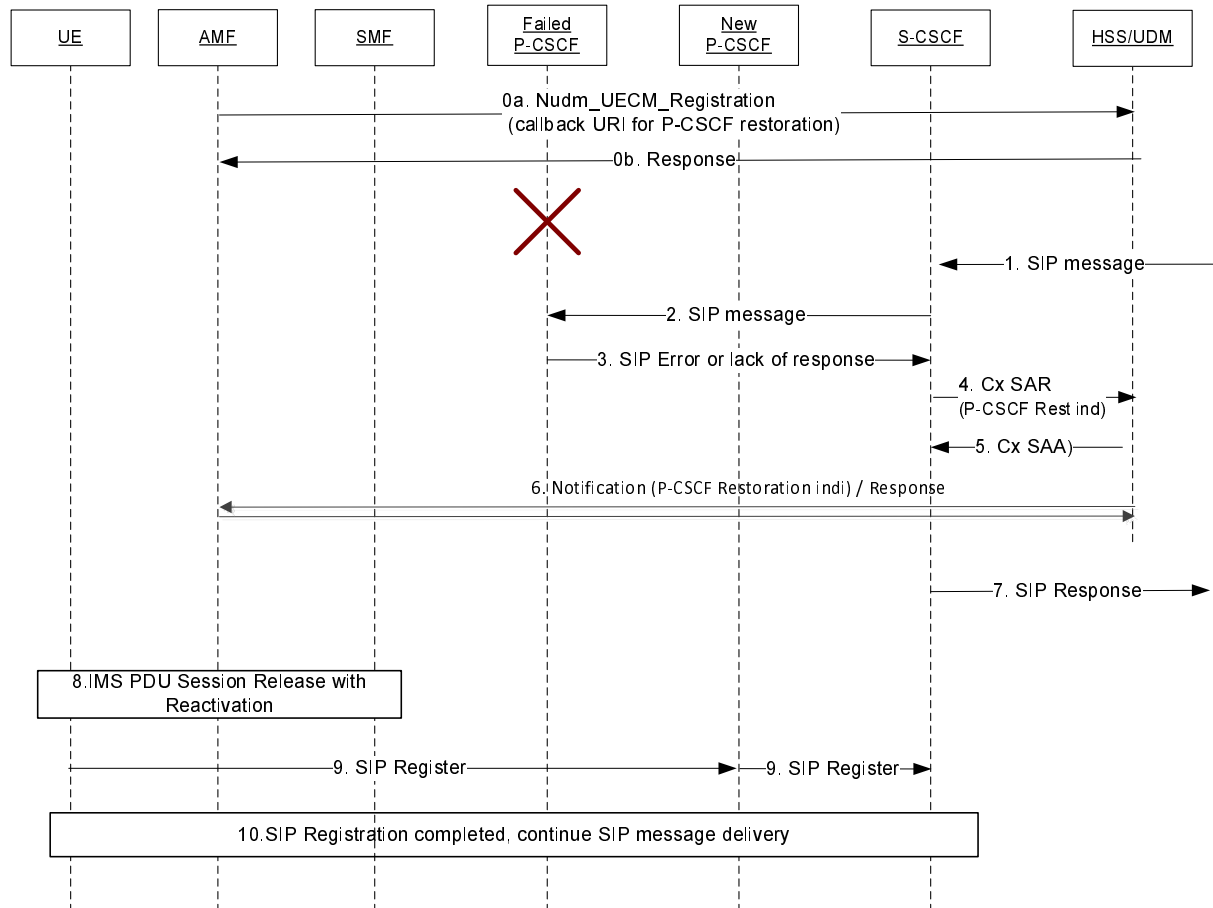 UE
AMF
SMF
Failed
P-CSCF
New
P-CSCF
S-CSCF
HSS/UDM
0a. Nudm_UECM_Registration
(callback URI for P-CSCF restoration)
0b. Response
1. SIP message
2. SIP message
3. SIP Error or lack of response
4. Cx SAR
(P-CSCF Rest ind)
5. Cx SAA)
6. Notification (P-CSCF Restoration indi) / Response
7. SIP Response
8.IMS PDU Session Release with
Reactivation
9. SIP Register
9. SIP Register
10.SIP Registration completed, continue SIP message delivery